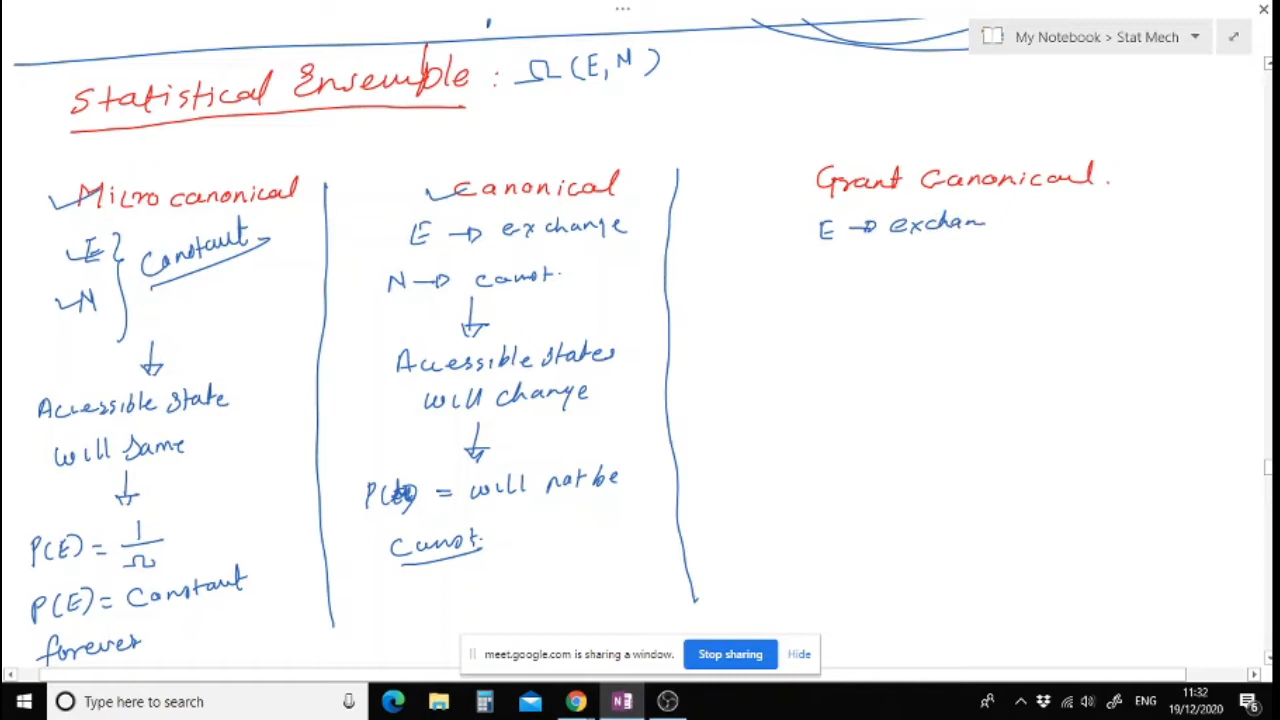 My Notebook > Stat Mech
Statistical Ensemble : Ω (E, N)
Microcanonical
E
N
Constant
Accessible state
will same
P(E) = 1/Ω
P(E) = Constant
forever
Canonical
E → exchange
N → const.
Accessible states
will change
= will not be
const.
Grant Canonical.
E → exchan
meet.google.com is sharing a window.
Stop sharing
Hide
Type here to search
ENG
11:32
19/12/2020
6